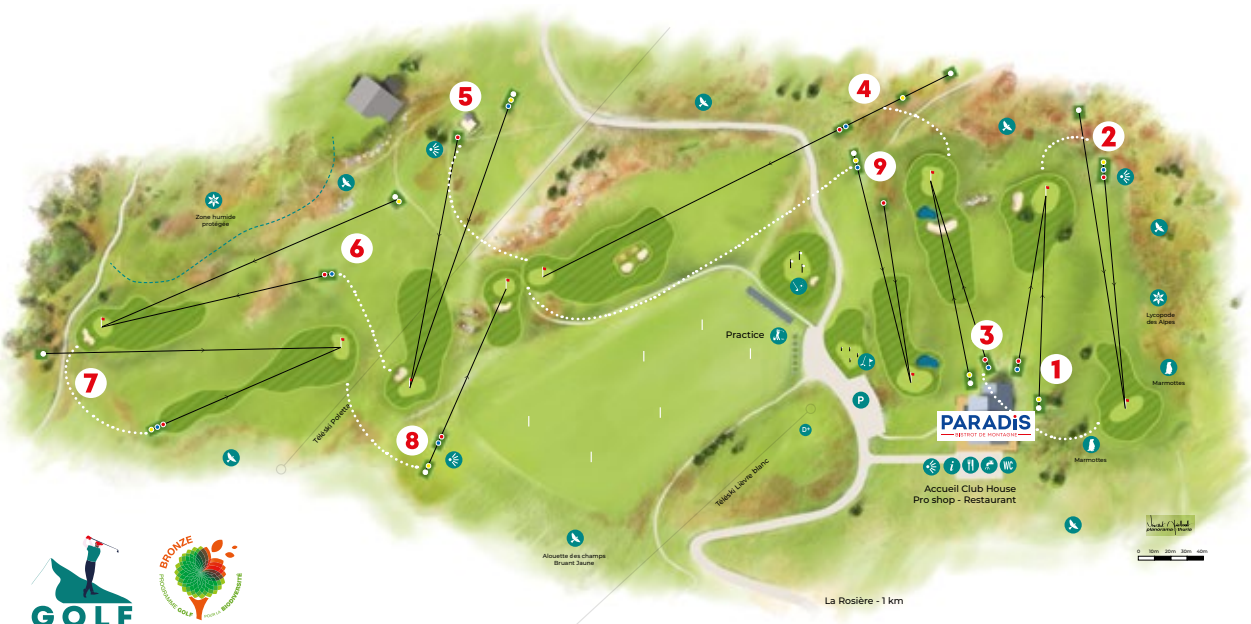 5
4
2
9
Zone humide
protégée
6
Lycopode
des Alpes
Practice
3
7
1
Marmottes
P
Téléski Polette
PARADIS
BISTROT DE MONTAGNE
8
D+
Marmottes
i
WC
Téléski Lièvre blanc
Accueil Club House
Pro shop - Restaurant
Alouette des champs
Bruant Jaune
0 10m 20m 30m 40m
BRONZE
PROGRAMME GOLF POUR LA BIODIVERSITÉ
GOLF
La Rosière - 1 km